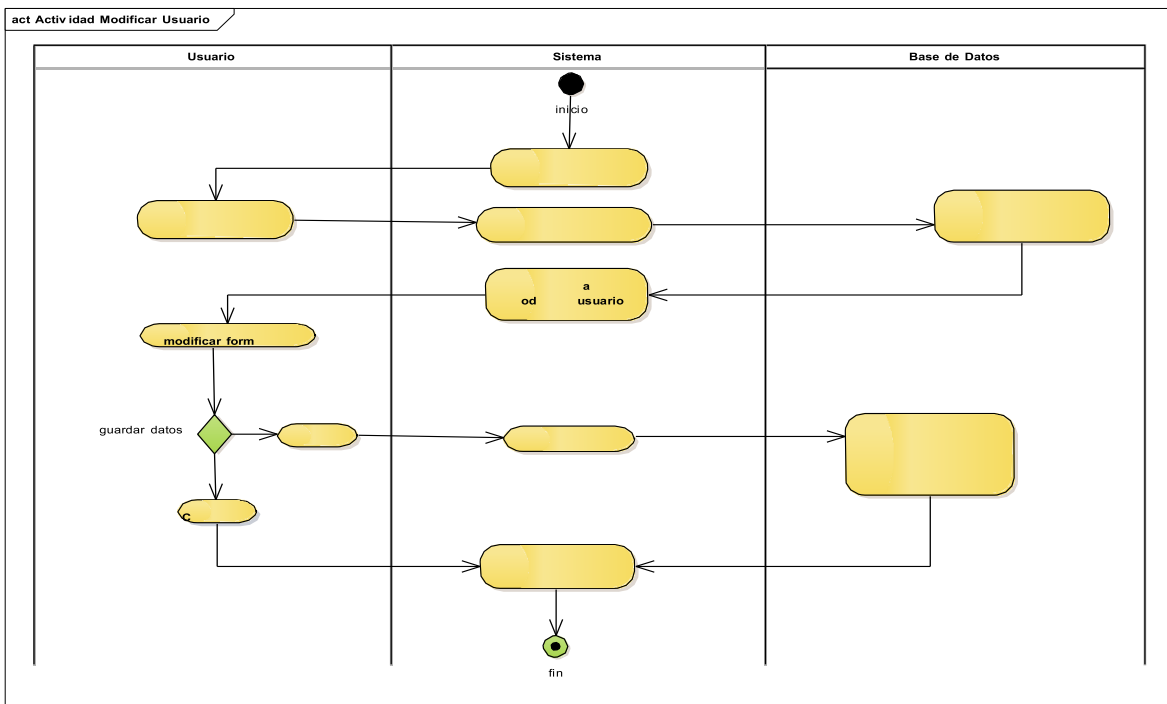 act Actividad Modificar Usuario
Usuario
Sistema
Base de Datos
inicio
a
od usuario
modificar form
guardar datos
C
fin